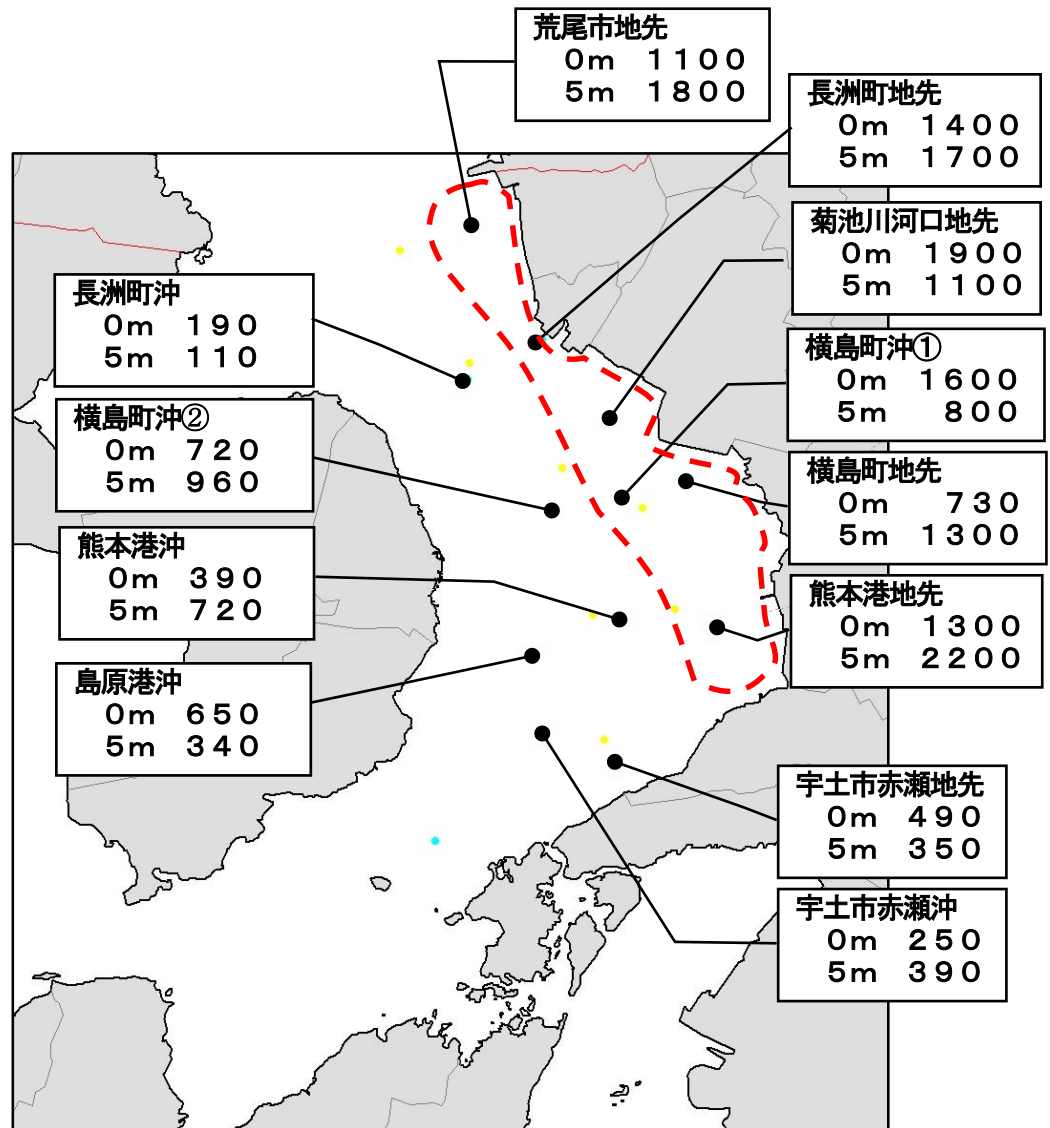 荒尾市地先
0m 1100
5m 1800
長洲町地先
0m 1400
5m 1700
菊池川河口地先
0m 1900
5m 1100
長洲町沖
0m 190
5m 110
横島町沖①
0m 1600
5m 800
横島町沖②
0m 720
5m 960
横島町地先
0m 730
5m 1300
熊本港沖
0m 390
5m 720
熊本港地先
0m 1300
5m 2200
島原港沖
0m 650
5m 340
宇土市赤瀬地先
0m 490
5m 350
宇土市赤瀬沖
0m 250
5m 390